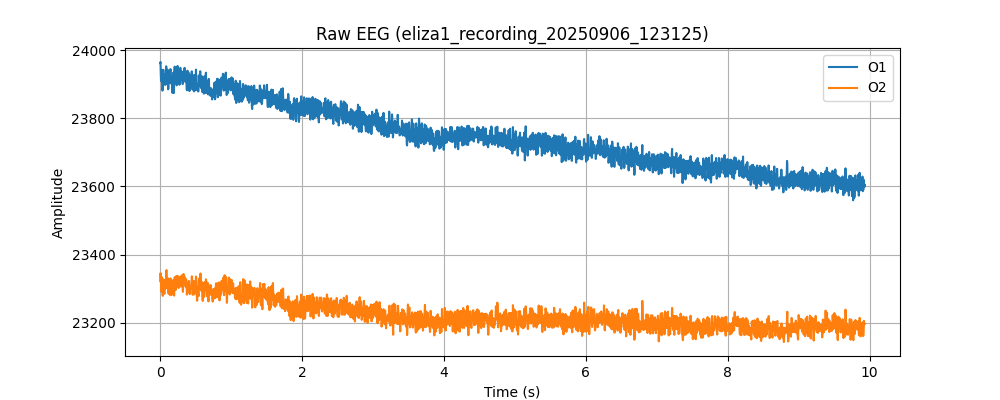 Raw EEG (eliza1_recording_20250906_123125)
O1
O2
Amplitude
24000
23800
23600
23400
23200
0
2
4
6
8
10
Time (s)